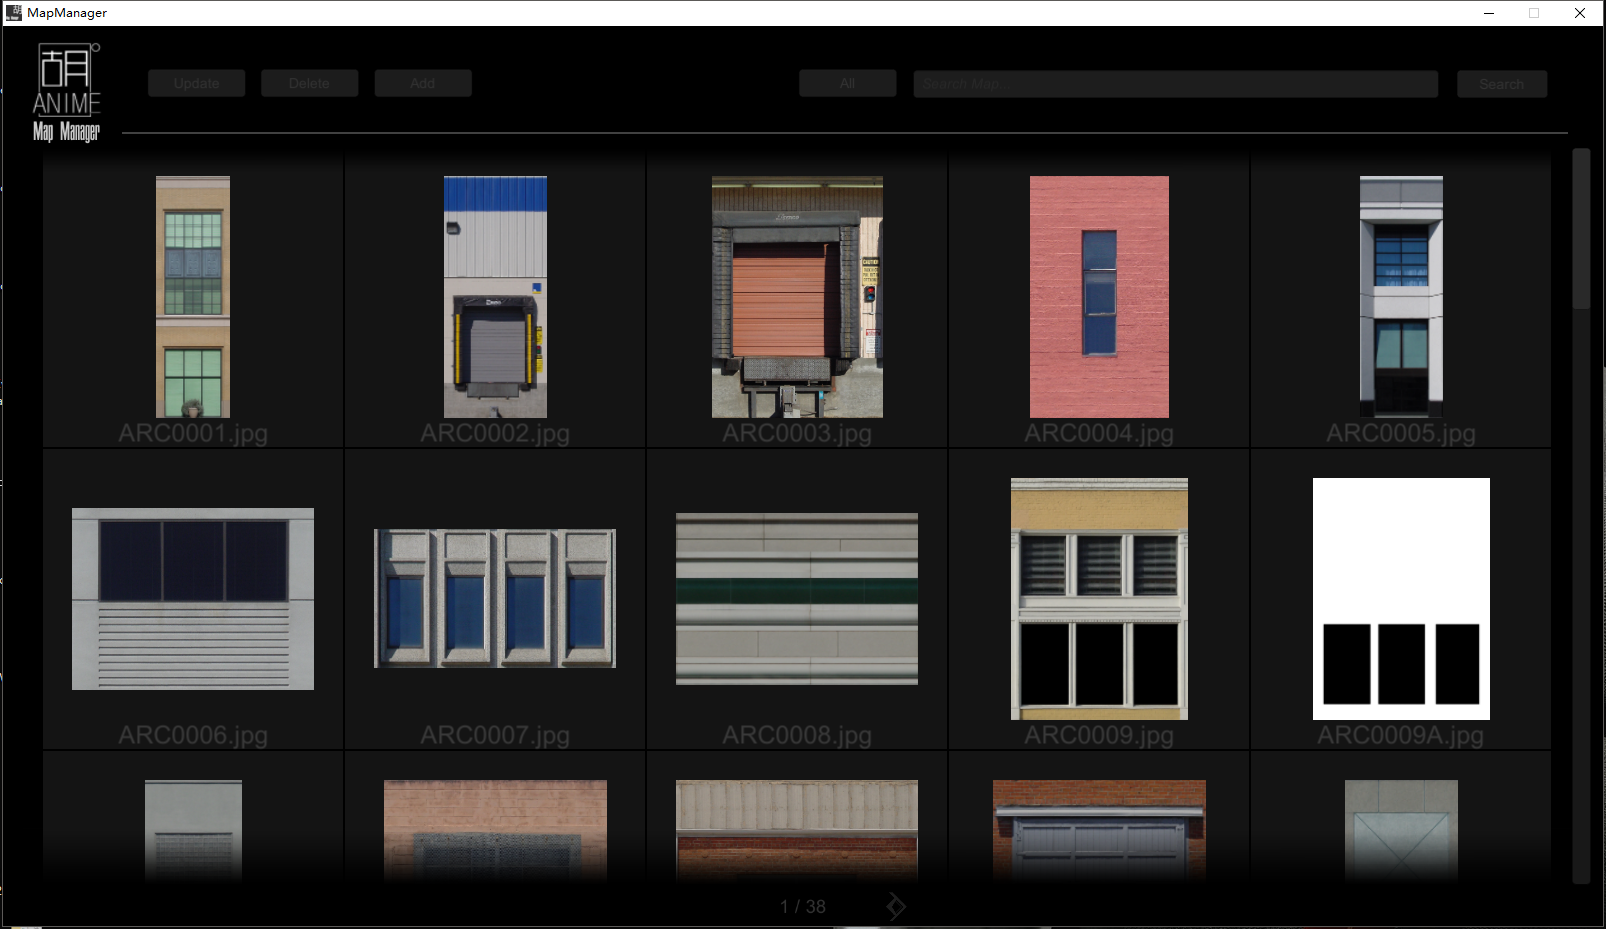 MapManager
胡
ANIME
Map Manager
Update
Delete
Add
All
Search Map...
Search
ARC0001.jpg
ARC0002.jpg
ARC0003.jpg
ARC0004.jpg
ARC0005.jpg
ARC0006.jpg
ARC0007.jpg
ARC0008.jpg
ARC0009.jpg
ARC0009A.jpg
1 / 38